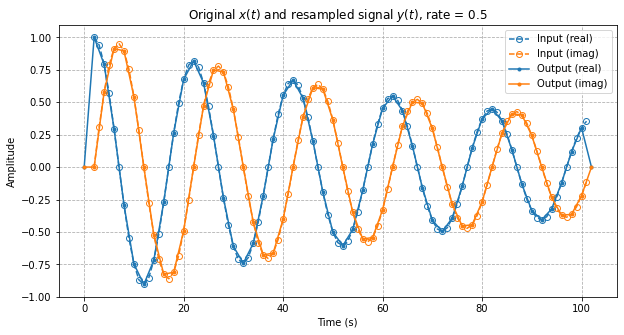 Original x(t) and resampled signal y(t), rate = 0.5
Input (real)
Input (imag)
Output (real)
Output (imag)
1.00
0.75
0.50
0.25
0.00
−0.25
−0.50
−0.75
−1.00
Amplitude
0 20 40 60 80 100
Time (s)